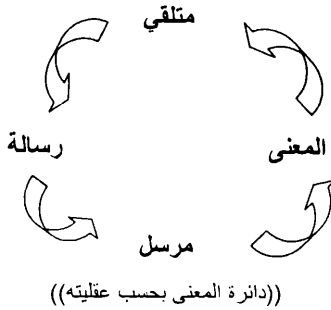 متلقي
المعنى
رسالة
مرسل
((دائرة المعنى بحسب عقليته))